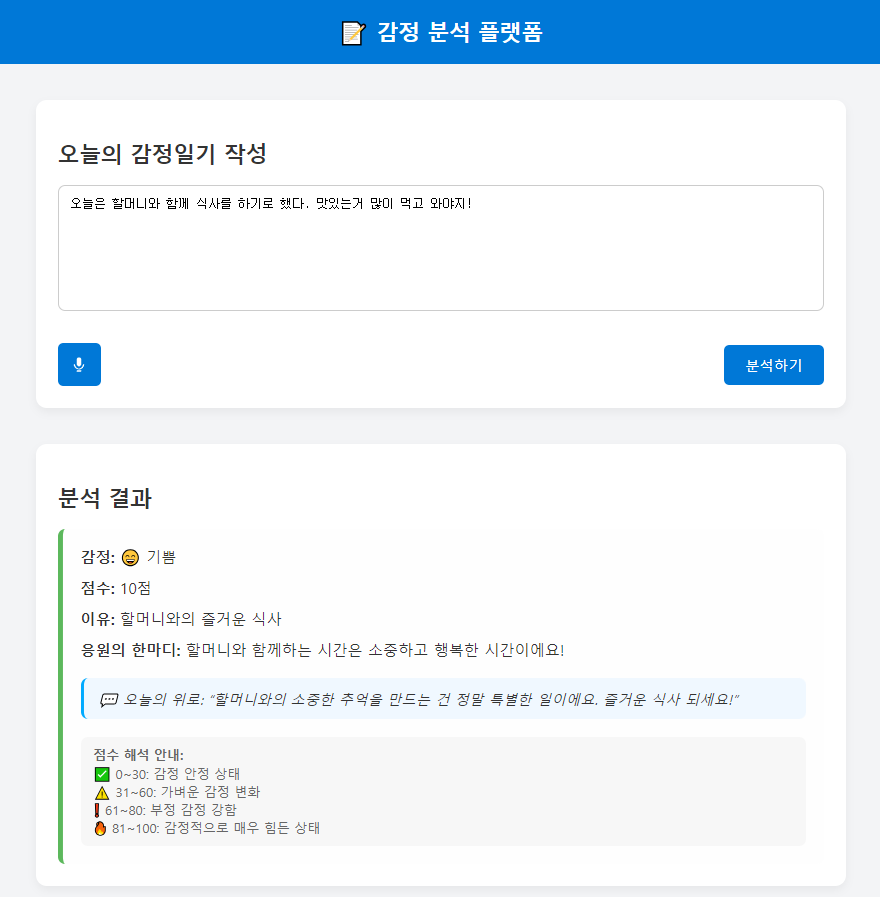 📝 감정 분석 플랫폼
오늘의 감정일기 작성
오늘은 할머니와 함께 식사를 하기로 했다. 맛있는거 많이 먹고 와야지!
분석하기
분석 결과
감정: 😄 기쁨
점수: 10점
이유: 할머니와의 즐거운 식사
응원의 한마디: 할머니와 함께하는 시간은 소중하고 행복한 시간이에요!
💬 오늘의 위로: "할머니와의 소중한 추억을 만드는 건 정말 특별한 일이에요. 즐거운 식사 되세요!"
점수 해석 안내:
✅ 0~30: 감정 안정 상태
⚠️ 31~60: 가벼운 감정 변화
❗ 61~80: 부정 감정 강함
🔥 81~100: 감정적으로 매우 힘든 상태